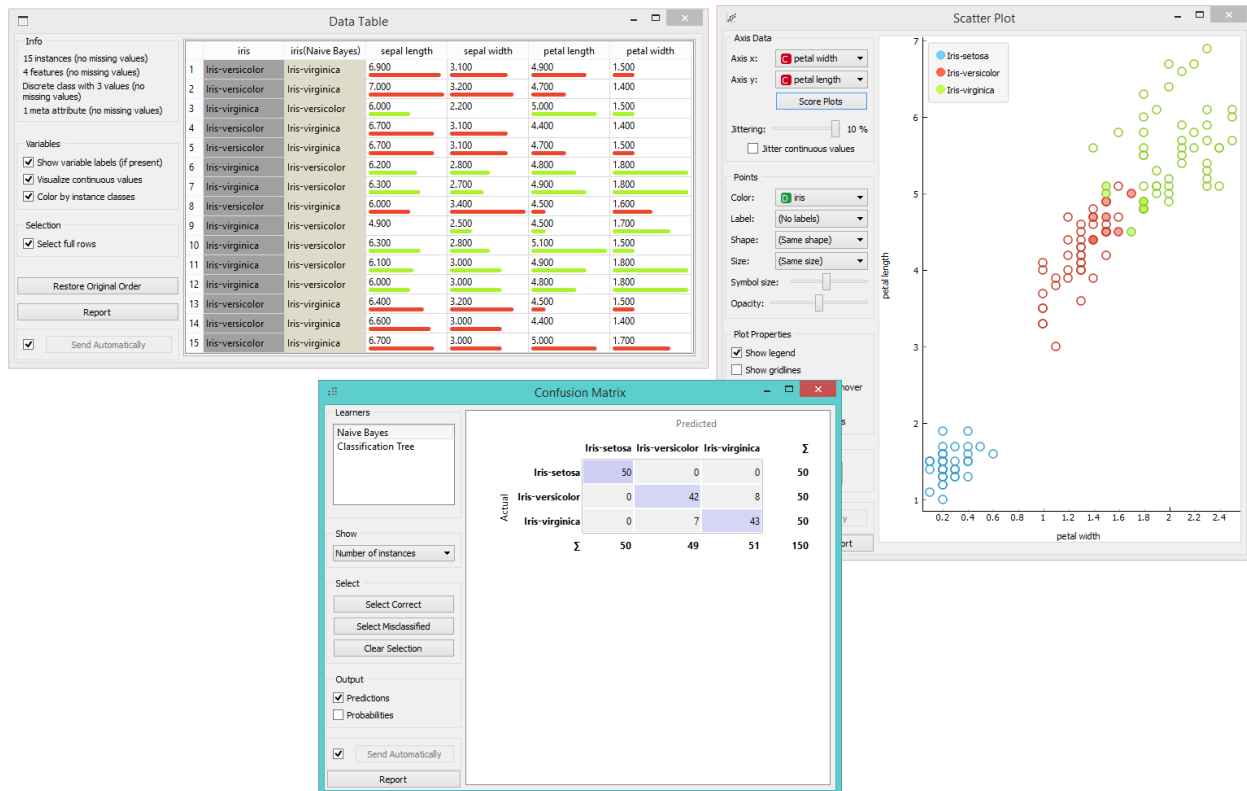 Data Table
Info
15 instances (no missing values)
4 features (no missing values)
Discrete class with 3 values (no
missing values)
1 meta attribute (no missing values)
Variables
Show variable labels (if present)
Visualize continuous values
Color by instance classes
Selection
Select full rows
Restore Original Order
Report
Send Automatically
iris iris(Naive Bayes) sepal length sepal width petal length petal width
1 Iris-versicolor Iris-virginica 6.900 3.100 4.900 1.500
2 Iris-versicolor Iris-virginica 7.000 3.200 4.700 1.400
3 Iris-virginica Iris-versicolor 6.000 2.200 5.000 1.500
4 Iris-versicolor Iris-virginica 6.700 3.100 4.400 1.400
5 Iris-versicolor Iris-virginica 6.700 3.100 4.700 1.500
6 Iris-virginica Iris-versicolor 6.200 2.800 4.800 1.800
7 Iris-virginica Iris-versicolor 6.300 2.700 4.900 1.800
8 Iris-versicolor Iris-virginica 6.000 3.400 4.500 1.600
9 Iris-virginica Iris-versicolor 4.900 2.500 4.500 1.700
10 Iris-virginica Iris-versicolor 6.300 2.800 5.100 1.500
11 Iris-virginica Iris-versicolor 6.100 3.000 4.900 1.800
12 Iris-virginica Iris-versicolor 6.000 3.000 4.800 1.800
13 Iris-versicolor Iris-virginica 6.400 3.200 4.500 1.500
14 Iris-versicolor Iris-virginica 6.600 3.000 4.400 1.400
15 Iris-versicolor Iris-virginica 6.700 3.000 5.000 1.700
Scatter Plot
Axis Data
Axis x: C petal width
Axis y: C petal length
Score Plots
Jittering: 10 %
Jitter continuous values
Points
Color: D iris
Label: (No labels)
Shape: (Same shape)
Size: (Same size)
Symbol size:
Opacity:
Plot Properties
Show legend
Show gridlines
nover
s
y
ort
Iris-setosa
Iris-versicolor
Iris-virginica
7
6
5
4
3
2
1
petal length
0.2 0.4 0.6 0.8 1 1.2 1.4 1.6 1.8 2 2.2 2.4
petal width
Confusion Matrix
Learners
Naive Bayes
Classification Tree
Show
Number of instances
Select
Select Correct
Select Misclassified
Clear Selection
Output
Predictions
Probabilities
Send Automatically
Report
Predicted
Iris-setosa Iris-versicolor Iris-virginica Σ
Actual
Iris-setosa 50 0 0 50
Iris-versicolor 0 42 8 50
Iris-virginica 0 7 43 50
Σ 50 49 51 150